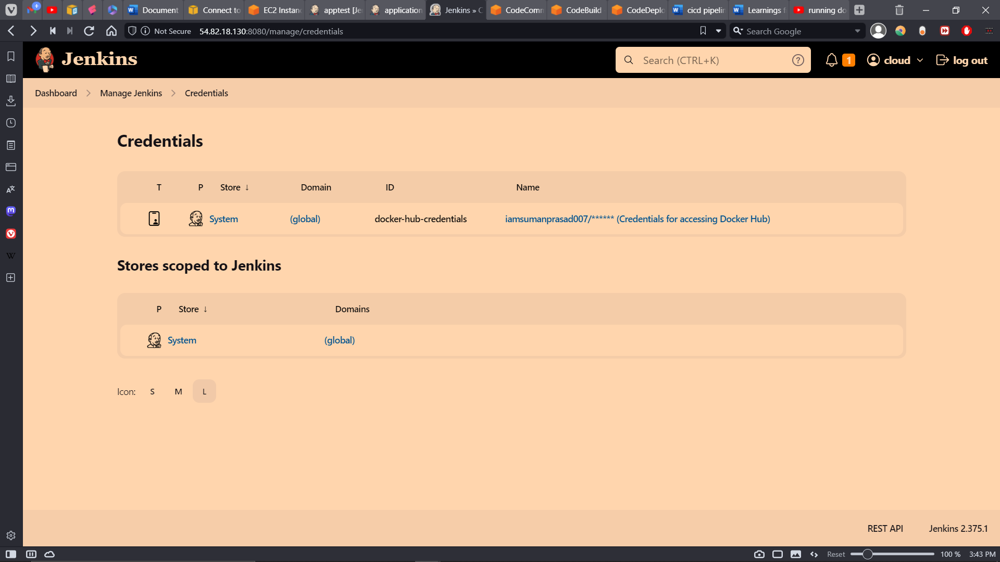 Document
Connect to
EC2 Instan
apptest [Je
application
Jenkins » C
CodeComm
CodeBuild
CodeDeplo
cicd pipelin
Learnings f
running do
Not Secure 54.82.18.130:8080/manage/credentials
Search Google
Jenkins
Search (CTRL+K)
1
cloud
log out
Dashboard
Manage Jenkins
Credentials
Credentials
T P Store ↓ Domain ID Name
System (global) docker-hub-credentials iamsumanprasad007/****** (Credentials for accessing Docker Hub)
Stores scoped to Jenkins
P Store ↓ Domains
System (global)
Icon: S M L
REST API Jenkins 2.375.1
Reset 100 % 3:43 PM